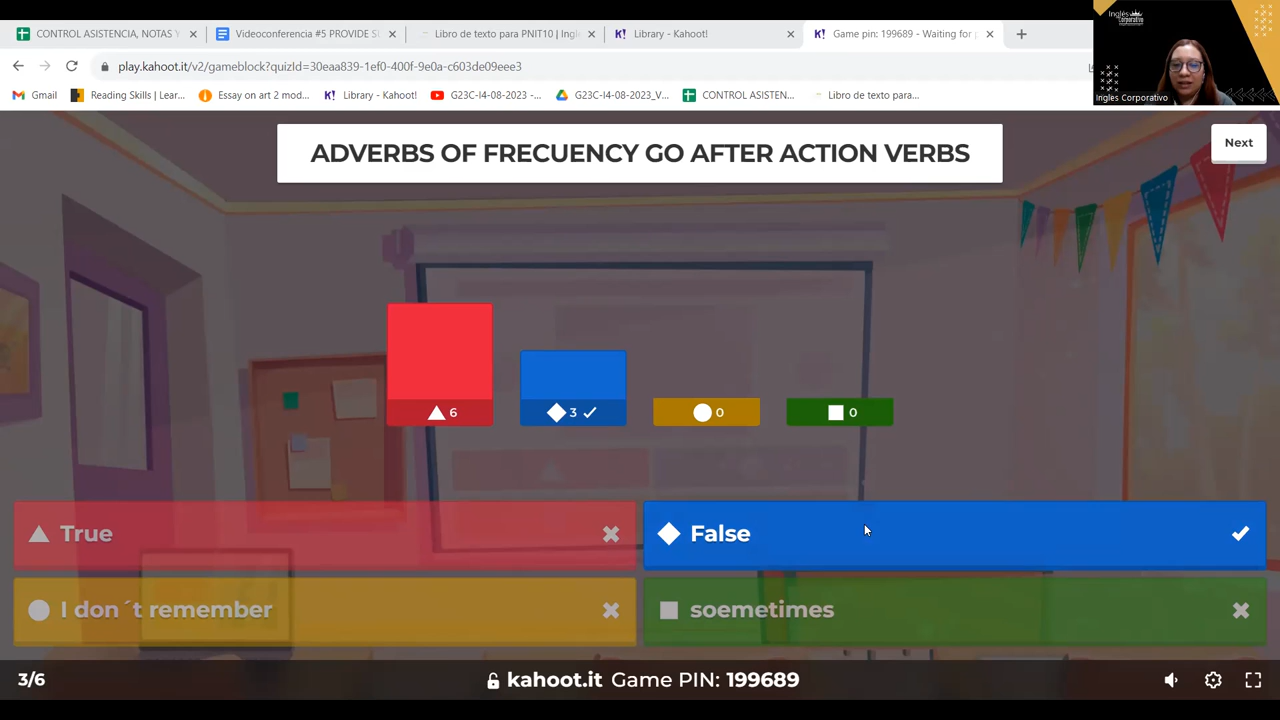 CONTROL ASISTENCIA, NOTAS Y
Videoconferencia #5 PROVIDE S
Libro de texto para PNIT10 | Ingl
Library - Kahoot!
Game pin: 199689 - Waiting for p
play.kahoot.it/v2/gameblock?quizId=30eaa839-1ef0-400f-9e0a-c603de09eee3
Gmail
Reading Skills | Lear...
Essay on art 2 mod...
Library - Kahoot!
G23C-I4-08-2023 -...
G23C-I4-08-2023_V...
CONTROL ASISTEN...
Libro de texto para...
Inglés
Corporativo
Ingles Corporativo
ADVERBS OF FRECUENCY GO AFTER ACTION VERBS
Next
6
3
0
0
True
False
I don´t remember
soemetimes
3/6
kahoot.it Game PIN: 199689